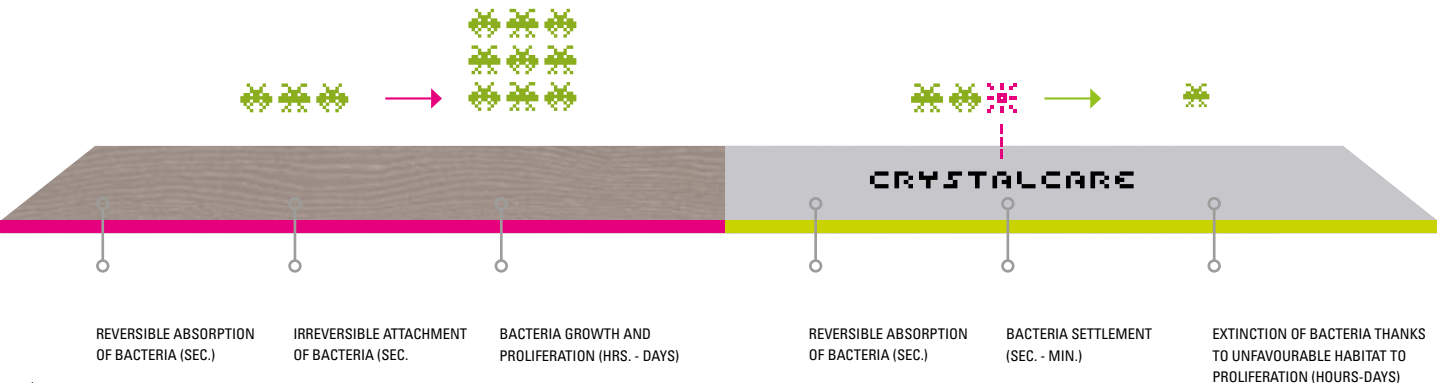 CRYSTALCARE
REVERSIBLE ABSORPTION
OF BACTERIA (SEC.)
IRREVERSIBLE ATTACHMENT
OF BACTERIA (SEC.
BACTERIA GROWTH AND
PROLIFERATION (HRS. - DAYS)
REVERSIBLE ABSORPTION
OF BACTERIA (SEC.)
BACTERIA SETTLEMENT
(SEC. - MIN.)
EXTINCTION OF BACTERIA THANKS
TO UNFAVOURABLE HABITAT TO
PROLIFERATION (HOURS-DAYS)